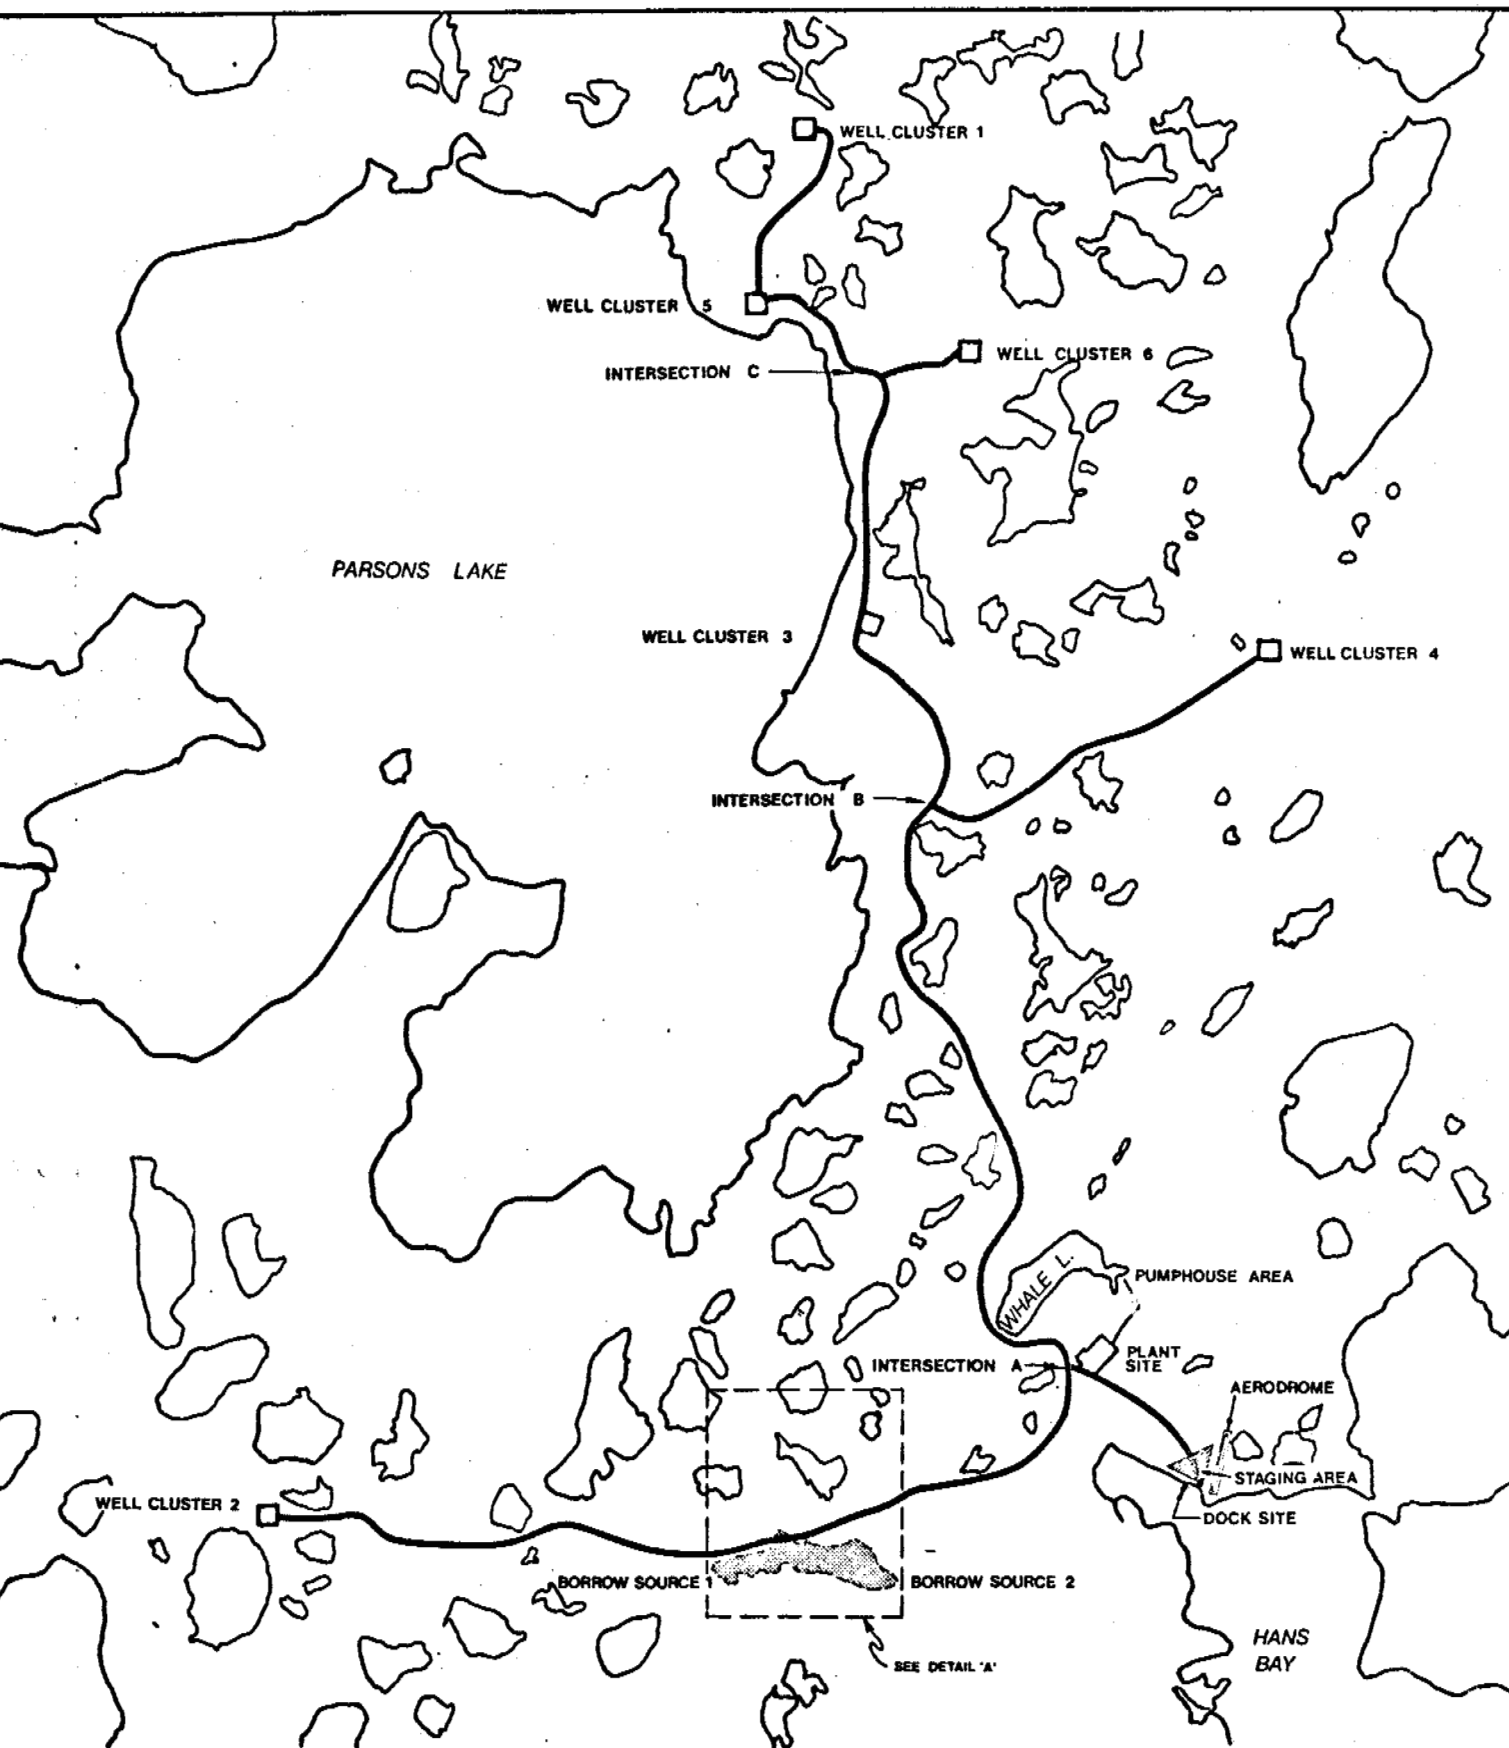 WELL CLUSTER 1
WELL CLUSTER 5
WELL CLUSTER 6
INTERSECTION C
PARSONS LAKE
WELL CLUSTER 3
WELL CLUSTER 4
INTERSECTION B
WHALE L.
PUMPHOUSE AREA
INTERSECTION A
PLANT
SITE
AERODROME
STAGING AREA
WELL CLUSTER 2
DOCK SITE
BORROW SOURCE 1
BORROW SOURCE 2
HANS
BAY
SEE DETAIL 'A'